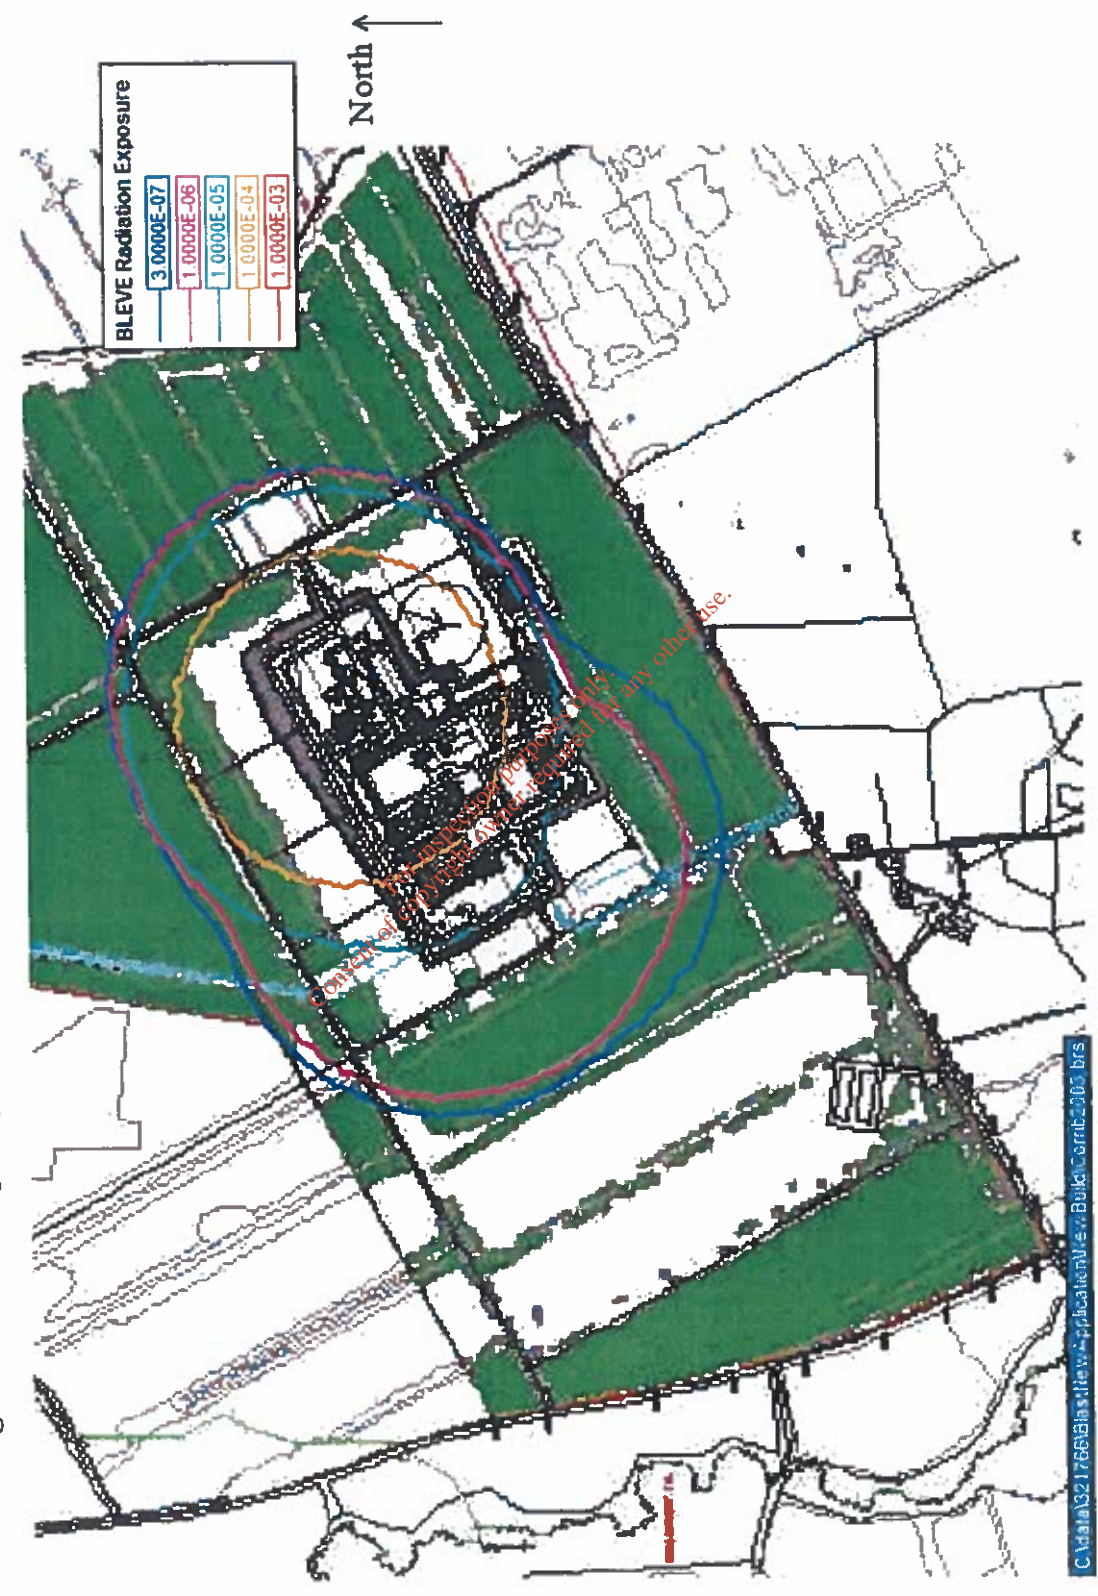 North
BLEVE Radiation Exposure
3.0000E-07
1.0000E-06
1.0000E-05
1.0000E-04
1.0000E-03
For inspection purposes only.
Consent of copyright owner required for any other use.